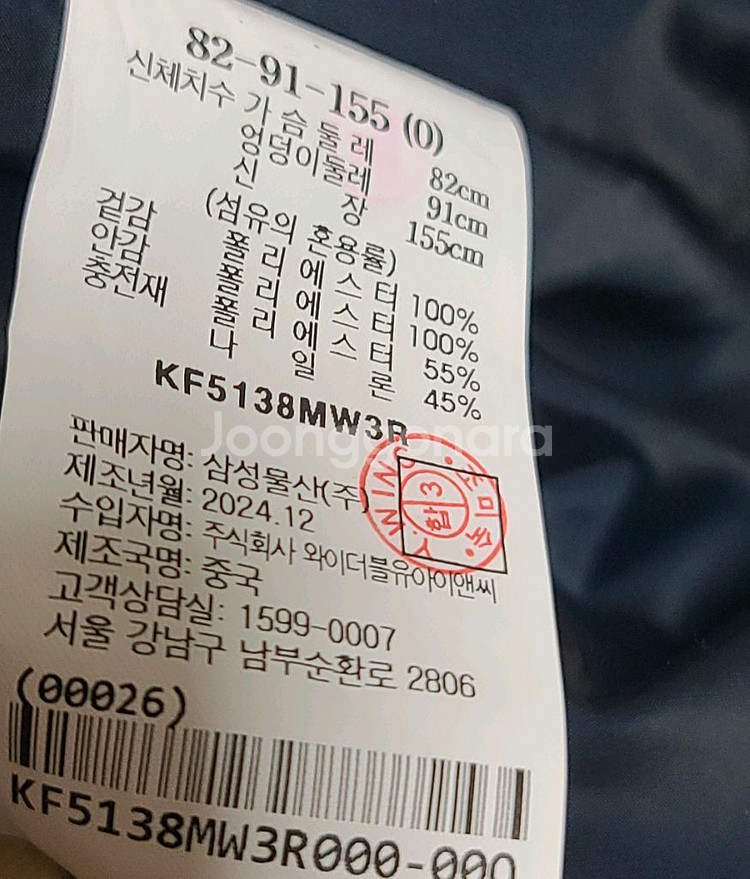 82-91-155 (0)
신체치수 가슴둘레 82cm
엉덩이둘레 91cm
신장 155cm
(섬유의 혼용률)
겉감 폴리에스터 100%
안감 폴리에스터 100%
충전재 폴리에스터 55%
나일론 45%
KF5138MW3R
Joongonara
판매자명: 삼성물산(주)
제조년월: 2024.12
수입자명: 주식회사 와이더블유아이앤씨
합 3
제조국명: 중국
고객상담실: 1599-0007
서울 강남구 남부순환로 2806
(00026)
KF5138MW3R000-000